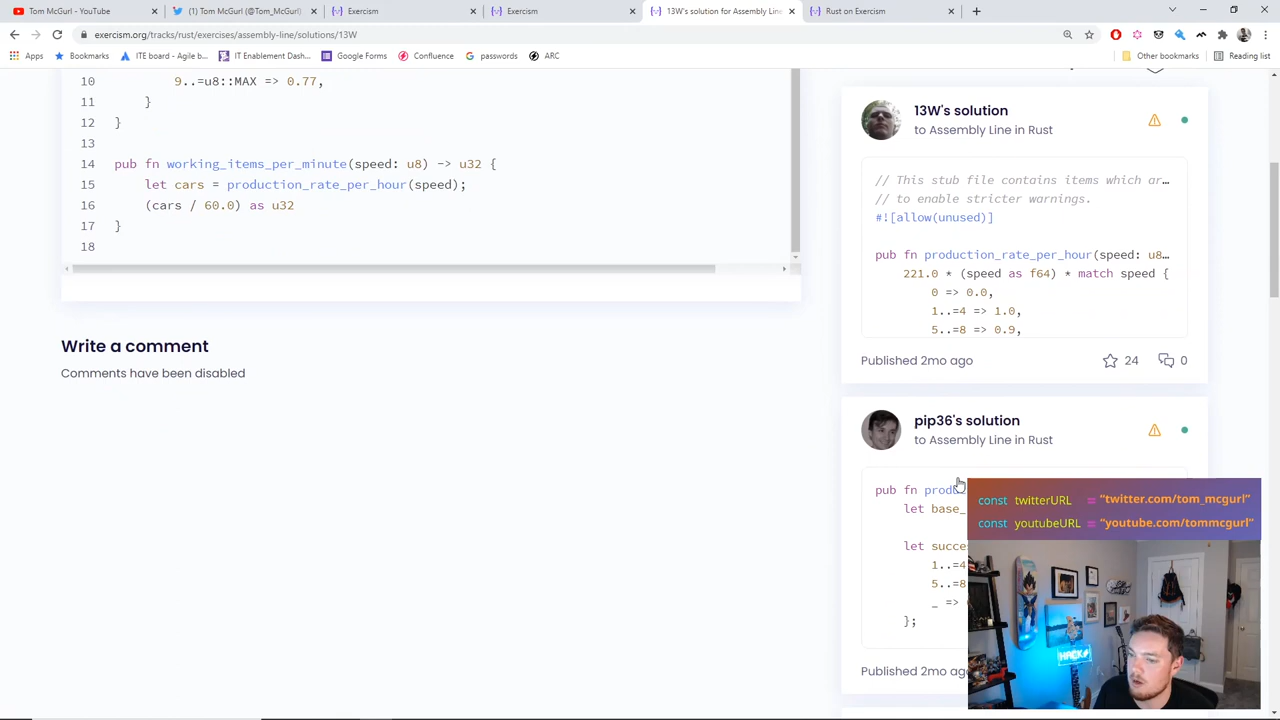 Tom McGurl - YouTube
(1) Tom McGurl (@Tom_McGurl)
Exercism
Exercism
13W's solution for Assembly Line
Rust on Exercism
exercism.org/tracks/rust/exercises/assembly-line/solutions/13W
Apps
Bookmarks
ITE board - Agile b...
IT Enablement Dash...
Google Forms
Confluence
passwords
ARC
Other bookmarks
Reading list
10 9..=u8::MAX => 0.77,
11 }
12 }
13
14 pub fn working_items_per_minute(speed: u8) -> u32 {
15 let cars = production_rate_per_hour(speed);
16 (cars / 60.0) as u32
17 }
18
Write a comment
Comments have been disabled
13W's solution
to Assembly Line in Rust
// This stub file contains items which ar…
// to enable stricter warnings.
#![allow(unused)]
pub fn production_rate_per_hour(speed: u8…
221.0 * (speed as f64) * match speed {
0 => 0.0,
1..=4 => 1.0,
5..=8 => 0.9,
Published 2mo ago
24
0
pip36's solution
to Assembly Line in Rust
pub fn prod
let base_
let succe
1..=4
5..=8
_ =>
};
Published 2mo ago
const twitterURL = "twitter.com/tom_mcgurl"
const youtubeURL = "youtube.com/tommcgurl"
HACK